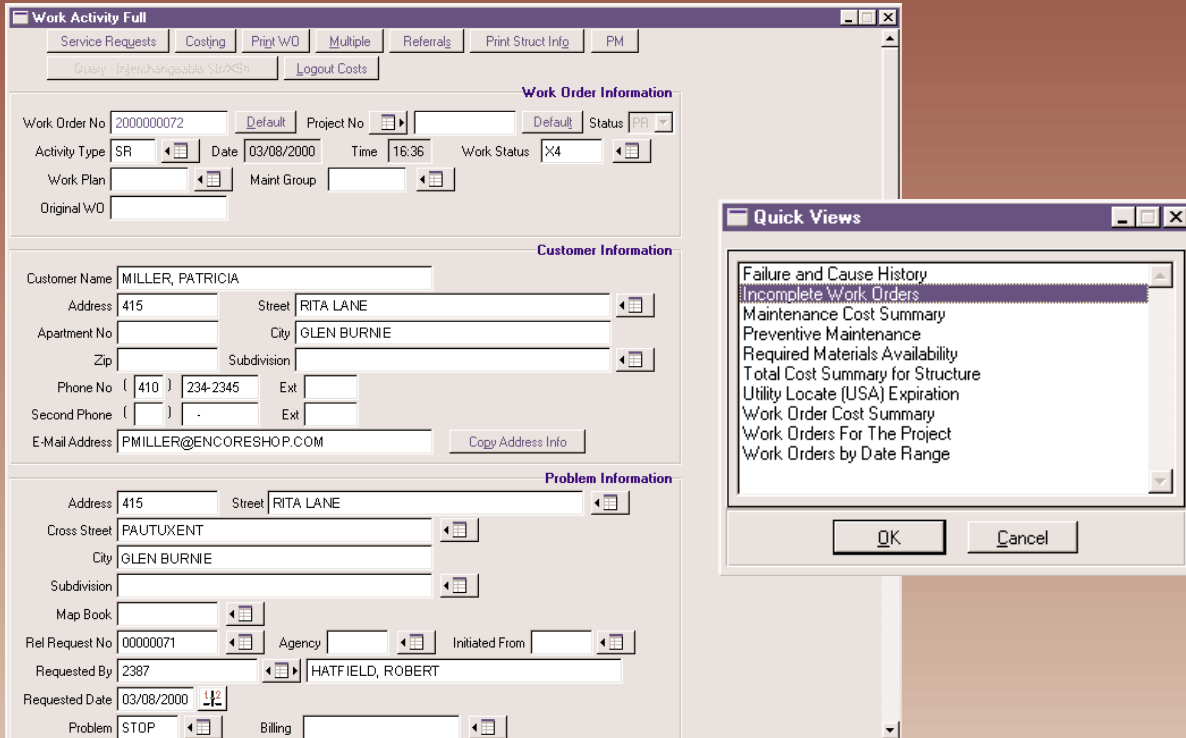 Work Activity Full
Service Requests Costing Print WO Multiple Referrals Print Struct Info PM
Logout Costs
Work Order Information
Work Order No 2000000072 Default Project No Default Status PR
Activity Type SR Date 03/08/2000 Time 16:36 Work Status X4
Work Plan Maint Group
Original WO
Customer Information
Customer Name MILLER, PATRICIA
Address 415 Street RITA LANE
Apartment No City GLEN BURNIE
Zip Subdivision
Phone No ( 410 ) 234-2345 Ext
Second Phone ( ) - Ext
E-Mail Address PMILLER@ENCORESHOP.COM Copy Address Info
Problem Information
Address 415 Street RITA LANE
Cross Street PAUTUXENT
City GLEN BURNIE
Subdivision
Map Book
Rel Request No 00000071 Agency Initiated From
Requested By 2387 HATFIELD, ROBERT
Requested Date 03/08/2000
Problem STOP Billing
Quick Views
Failure and Cause History
Incomplete Work Orders
Maintenance Cost Summary
Preventive Maintenance
Required Materials Availability
Total Cost Summary for Structure
Utility Locate (USA) Expiration
Work Order Cost Summary
Work Orders For The Project
Work Orders by Date Range
OK Cancel